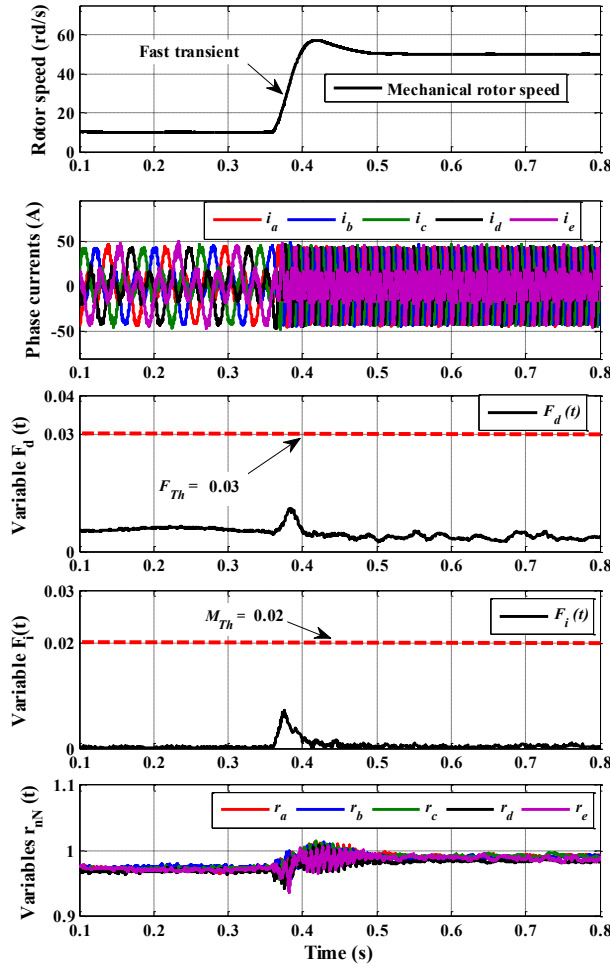 Rotor speed (rd/s)
60
40
20
0
Fast transient
Mechanical rotor speed
0.1 0.2 0.3 0.4 0.5 0.6 0.7 0.8
Phase currents (A)
50
0
-50
i_a i_b i_c i_d i_e
0.1 0.2 0.3 0.4 0.5 0.6 0.7 0.8
Variable F_d(t)
0.04
0.03
0
F_d(t)
F_Th = 0.03
0.1 0.2 0.3 0.4 0.5 0.6 0.7 0.8
Variable F_i(t)
0.03
0.02
0
M_Th = 0.02
F_i(t)
0.1 0.2 0.3 0.4 0.5 0.6 0.7 0.8
Variables r_nN (t)
1.1
1
0.9
r_a r_b r_c r_d r_e
0.1 0.2 0.3 0.4 0.5 0.6 0.7 0.8
Time (s)